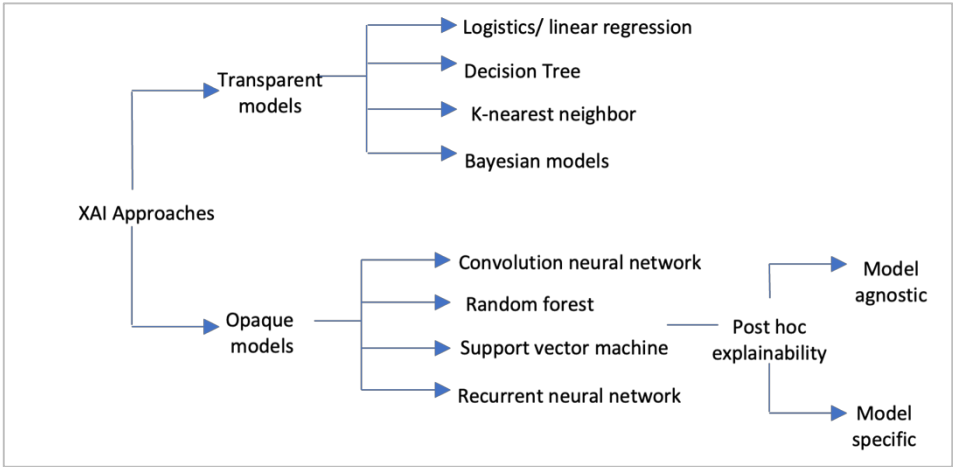 Logistics/ linear regression
Transparent
models
Decision Tree
K-nearest neighbor
Bayesian models
XAI Approaches
Convolution neural network
Opaque
models
Random forest
Support vector machine
Recurrent neural network
Post hoc
explainability
Model
agnostic
Model
specific